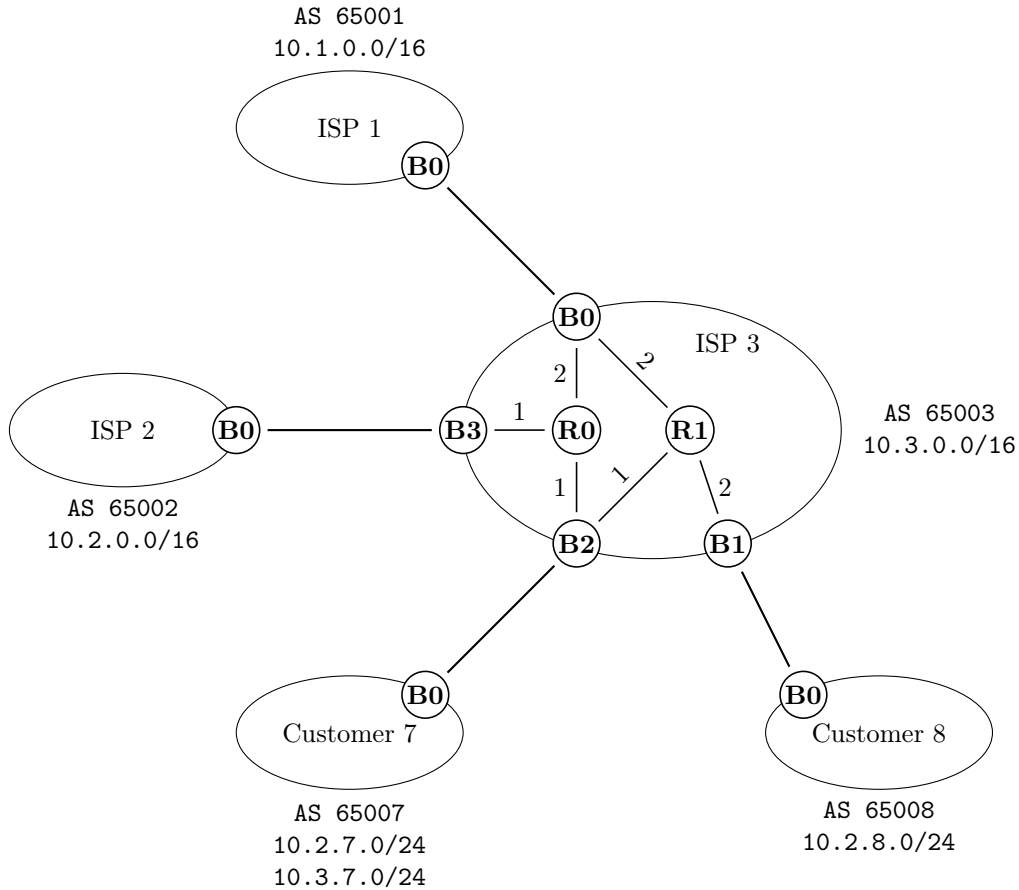 AS 65001
10.1.0.0/16
ISP 1
B0
B0
ISP 3
2
2
ISP 2
B0
B3
1
R0
R1
AS 65003
10.3.0.0/16
1
1
2
AS 65002
10.2.0.0/16
B2
B1
B0
B0
Customer 7
Customer 8
AS 65007
10.2.7.0/24
10.3.7.0/24
AS 65008
10.2.8.0/24